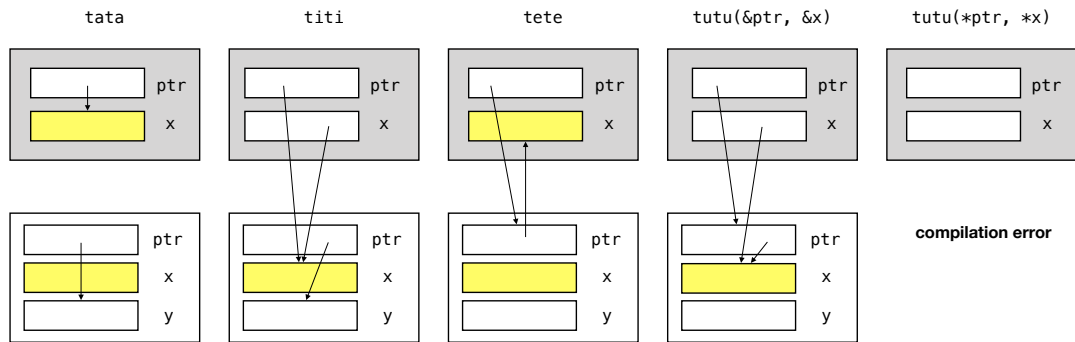 tata
titi
tete
tutu(&ptr, &x)
tutu(*ptr, *x)
ptr
x
ptr
x
ptr
x
ptr
x
ptr
x
ptr
x
y
ptr
x
y
ptr
x
y
ptr
x
y
compilation error